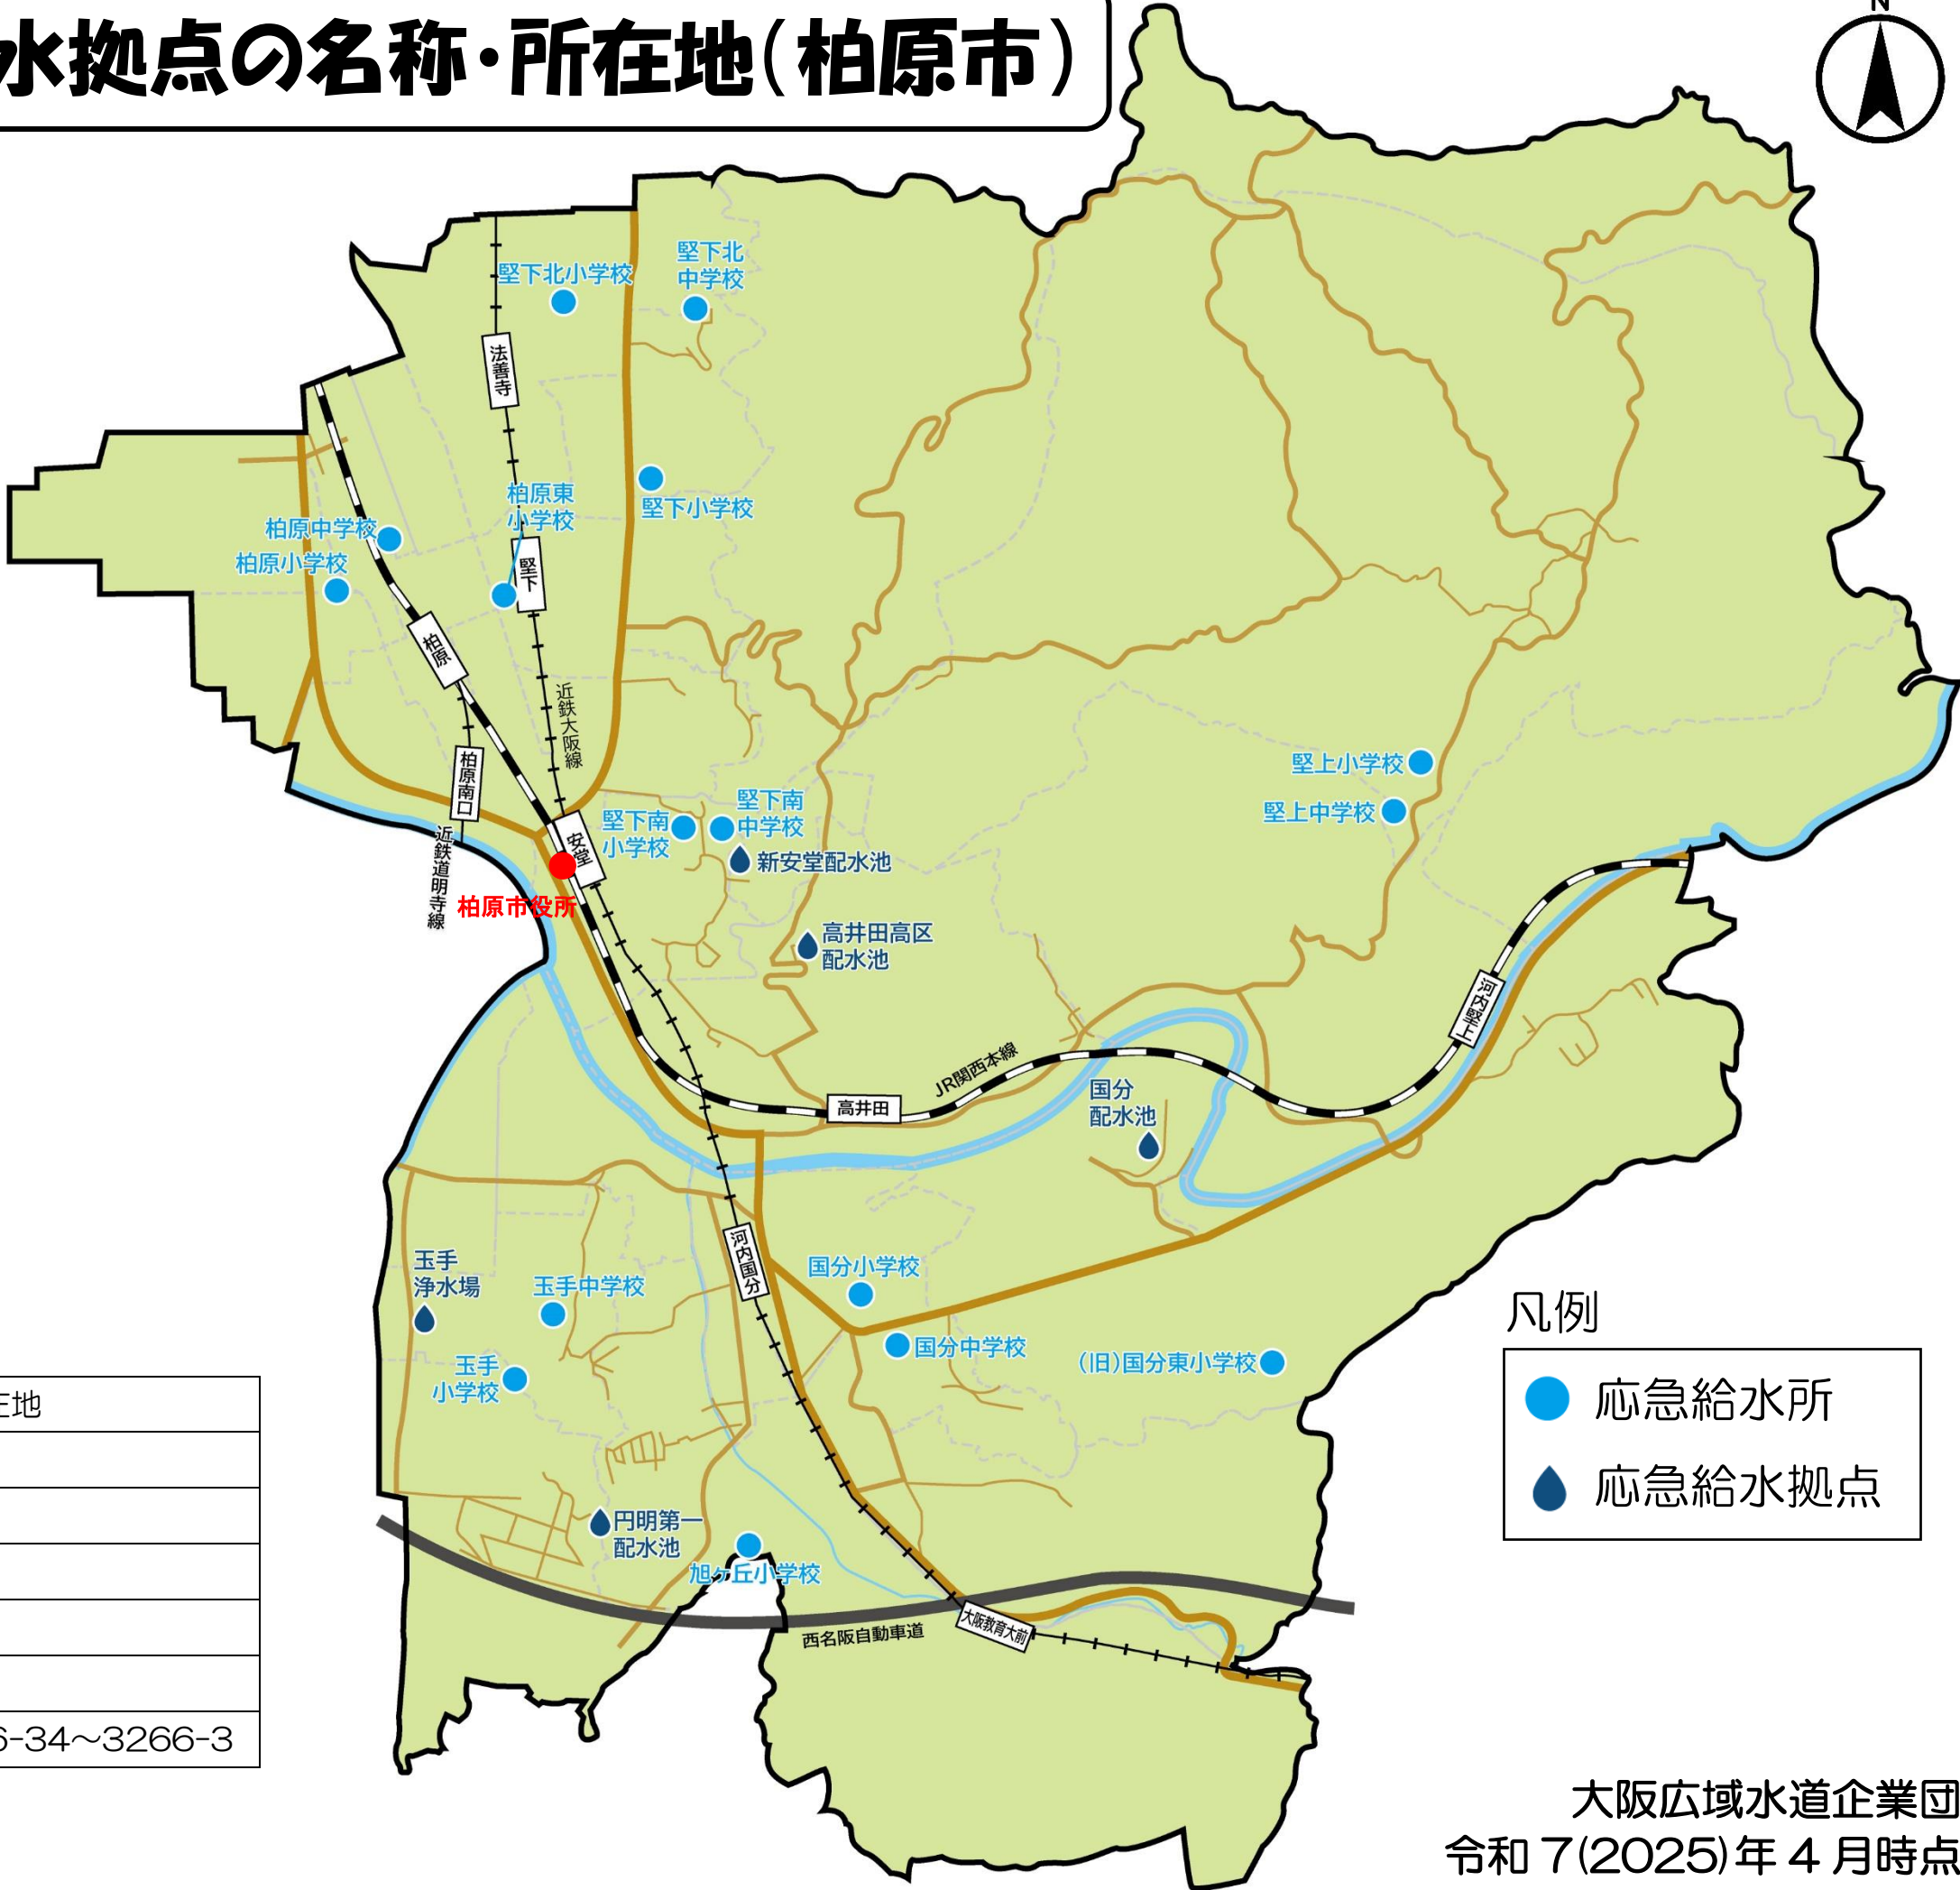 水拠点の名称・所在地(柏原市)
N
堅下北小学校
堅下北
中学校
法善寺
柏原東
小学校
堅下小学校
柏原中学校
柏原小学校
堅下
柏原
近鉄大阪線
柏原南口
近鉄道明寺線
安堂
柏原市役所
堅下南
小学校
堅下南
中学校
新安堂配水池
高井田高区
配水池
堅上小学校
堅上中学校
河内堅上
JR関西本線
高井田
国分
配水池
河内国分
玉手
浄水場
玉手中学校
玉手
小学校
国分小学校
国分中学校
(旧)国分東小学校
円明第一
配水池
旭ヶ丘小学校
西名阪自動車道
大阪教育大前
凡例
応急給水所
応急給水拠点
在地
6-34～3266-3
大阪広域水道企業団
令和7(2025)年4月時点